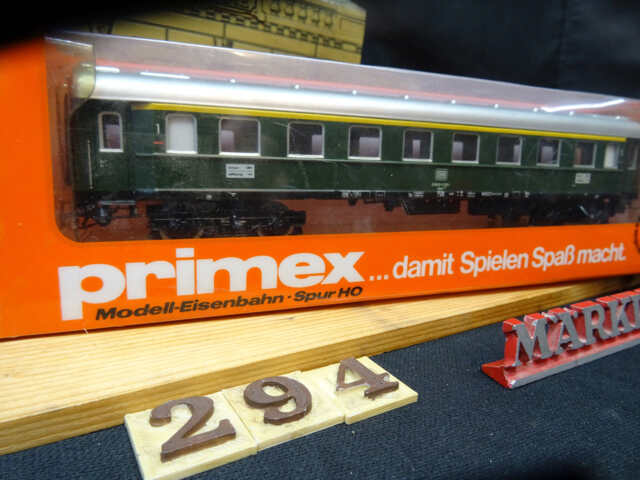 primex ...damit Spielen Spaß macht.
Modell-Eisenbahn · Spur HO
MÄRKL
294